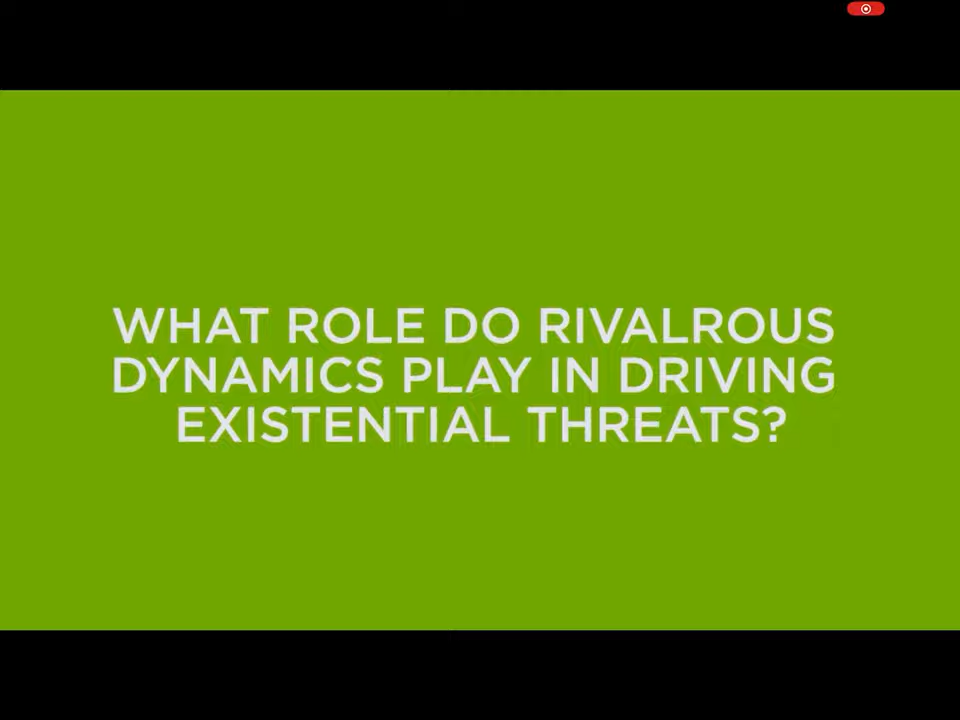 WHAT ROLE DO RIVALROUS
DYNAMICS PLAY IN DRIVING
EXISTENTIAL THREATS?